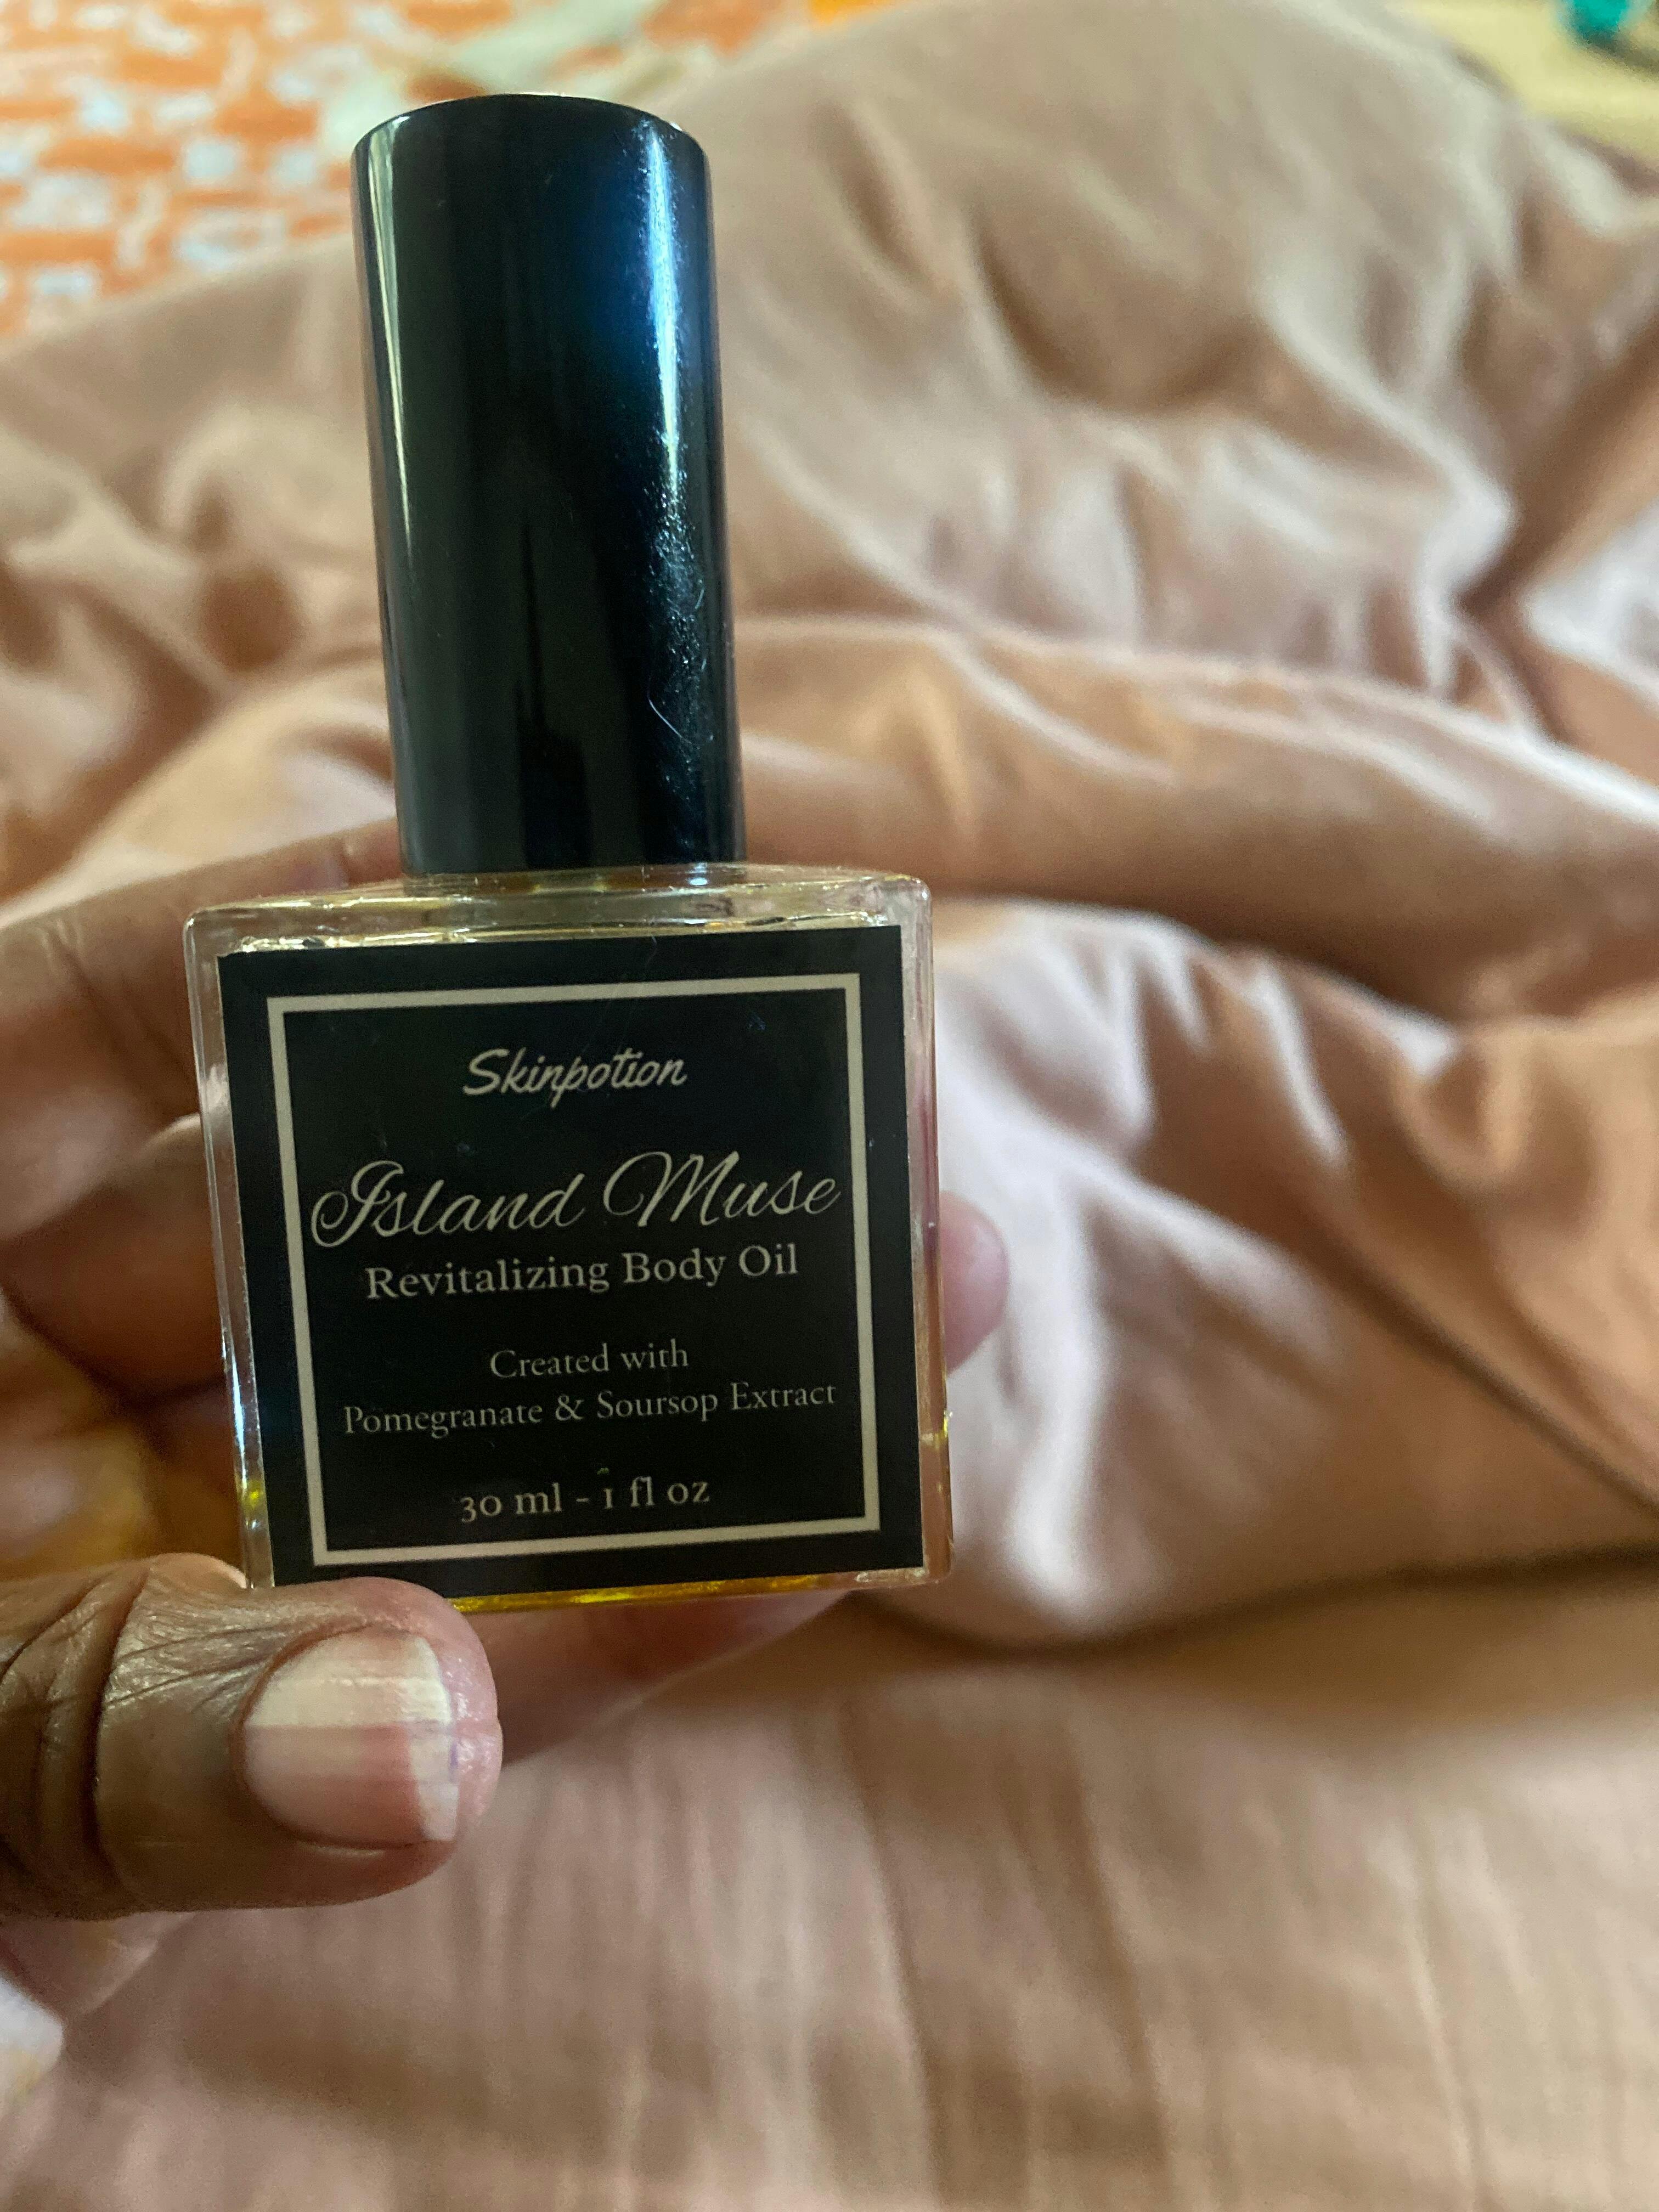 Skinpotion
Island Muse
Revitalizing Body Oil
Created with
Pomegranate & Soursop Extract
30 ml - 1 fl oz